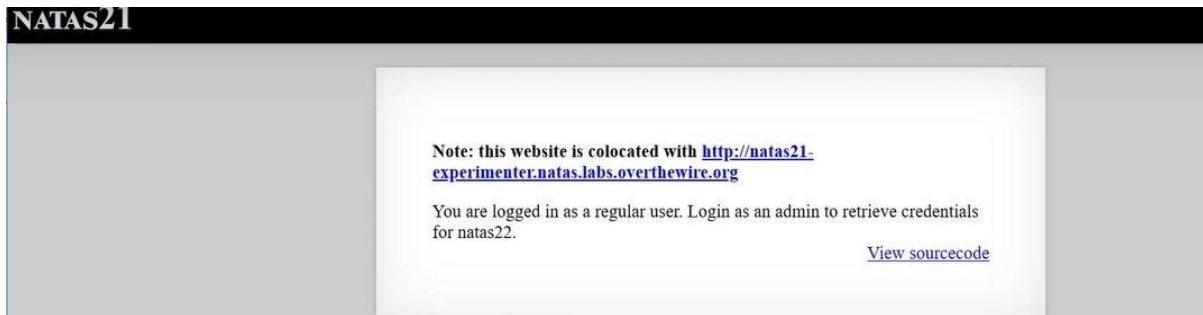 NATAS21
Note: this website is colocated with http://natas21-
experimenter.natas.labs.overthewire.org
You are logged in as a regular user. Login as an admin to retrieve credentials
for natas22.
View sourcecode